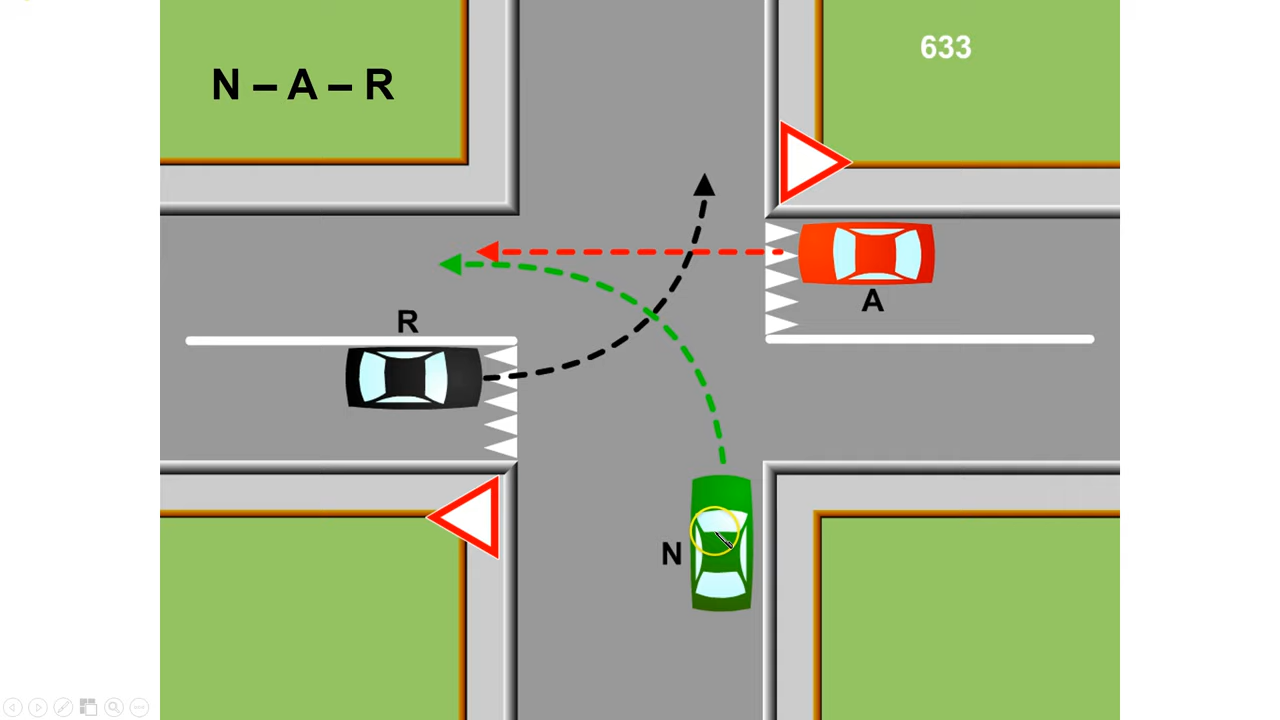 633
N – A – R
R
A
N